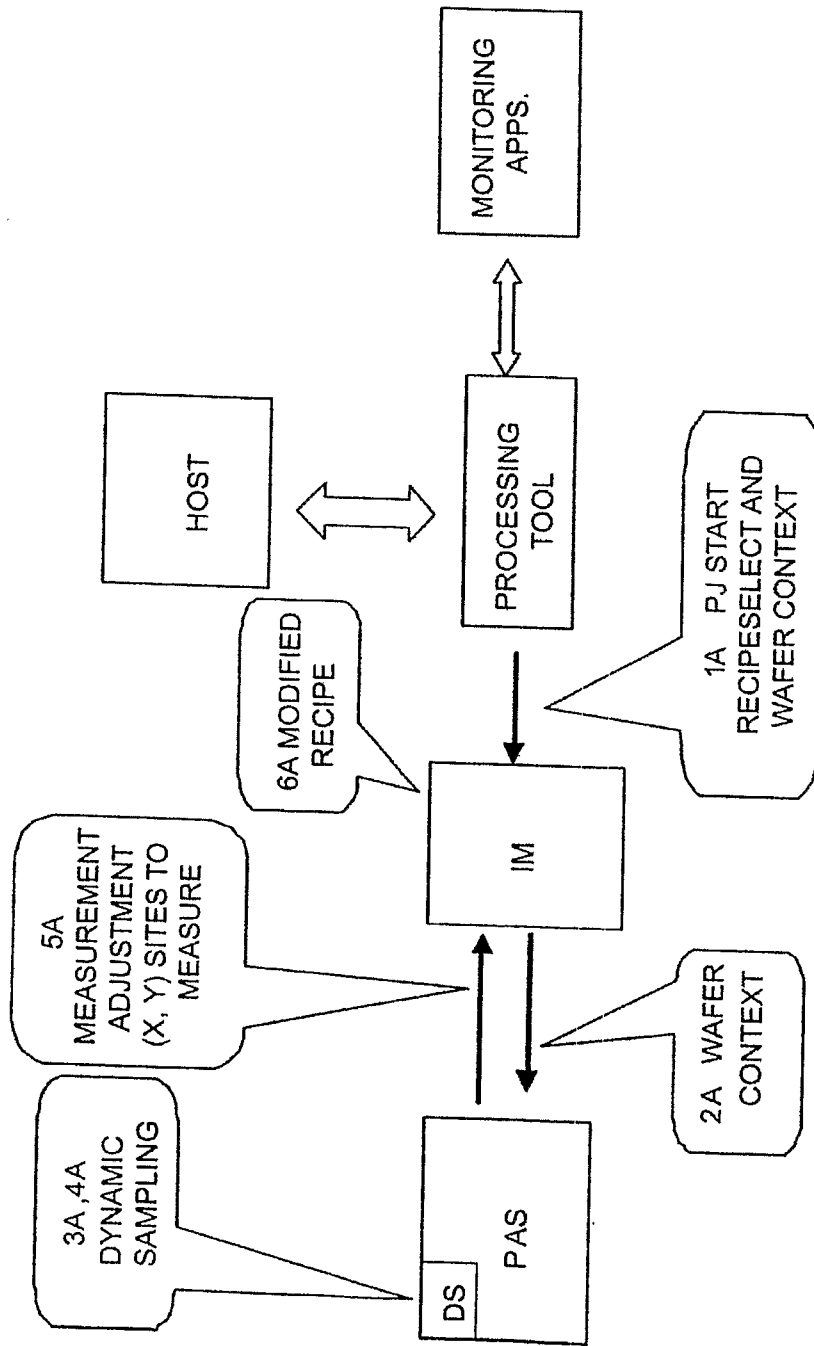 3A ,4A
DYNAMIC
SAMPLING
5A
MEASUREMENT
ADJUSTMENT
(X, Y) SITES TO
MEASURE
6A MODIFIED
RECIPE
HOST
DS
PAS
IM
PROCESSING
TOOL
MONITORING
APPS.
2A WAFER
CONTEXT
1A PJ START
RECIPESELECT AND
WAFER CONTEXT